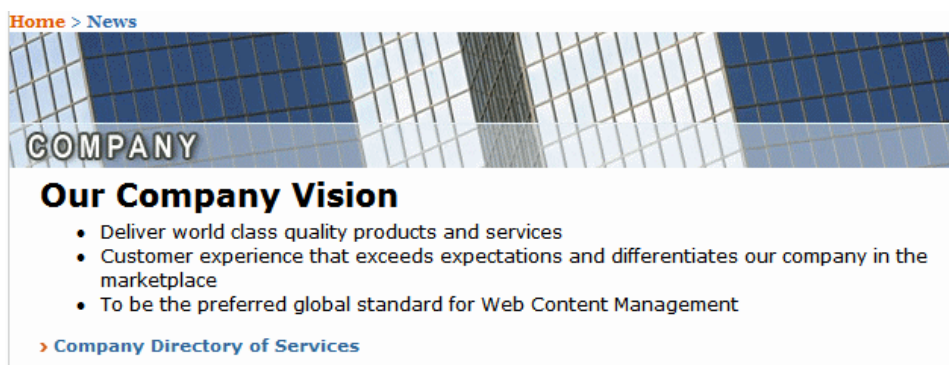 Home > News
COMPANY
Our Company Vision
• Deliver world class quality products and services
• Customer experience that exceeds expectations and differentiates our company in the
marketplace
• To be the preferred global standard for Web Content Management
› Company Directory of Services